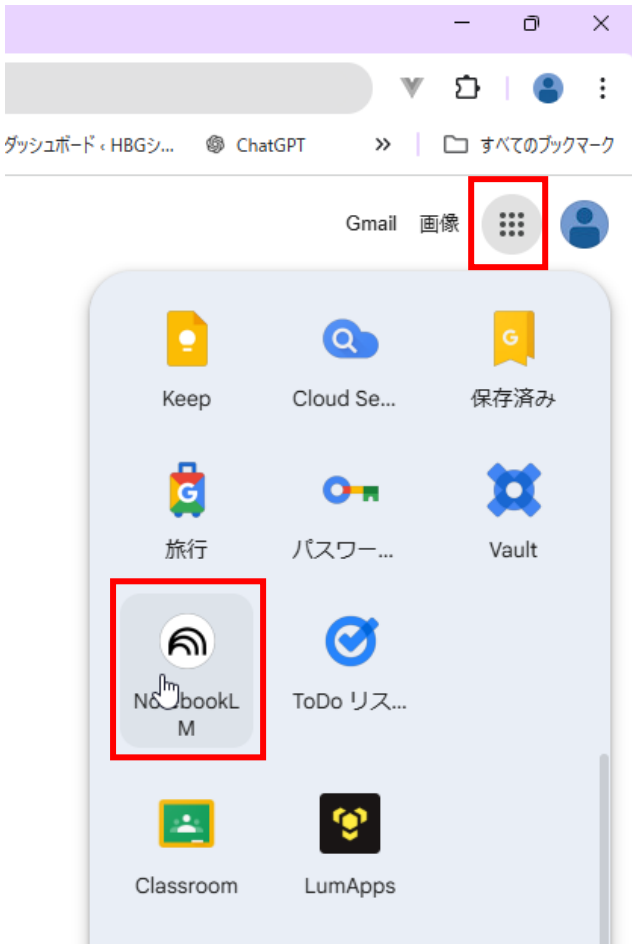 ダッシュボード ‹ HBGシ... ChatGPT » すべてのブックマーク
Gmail 画像
Keep Cloud Se... 保存済み
旅行 パスワー... Vault
NotebookL ToDo リス...
M
Classroom LumApps